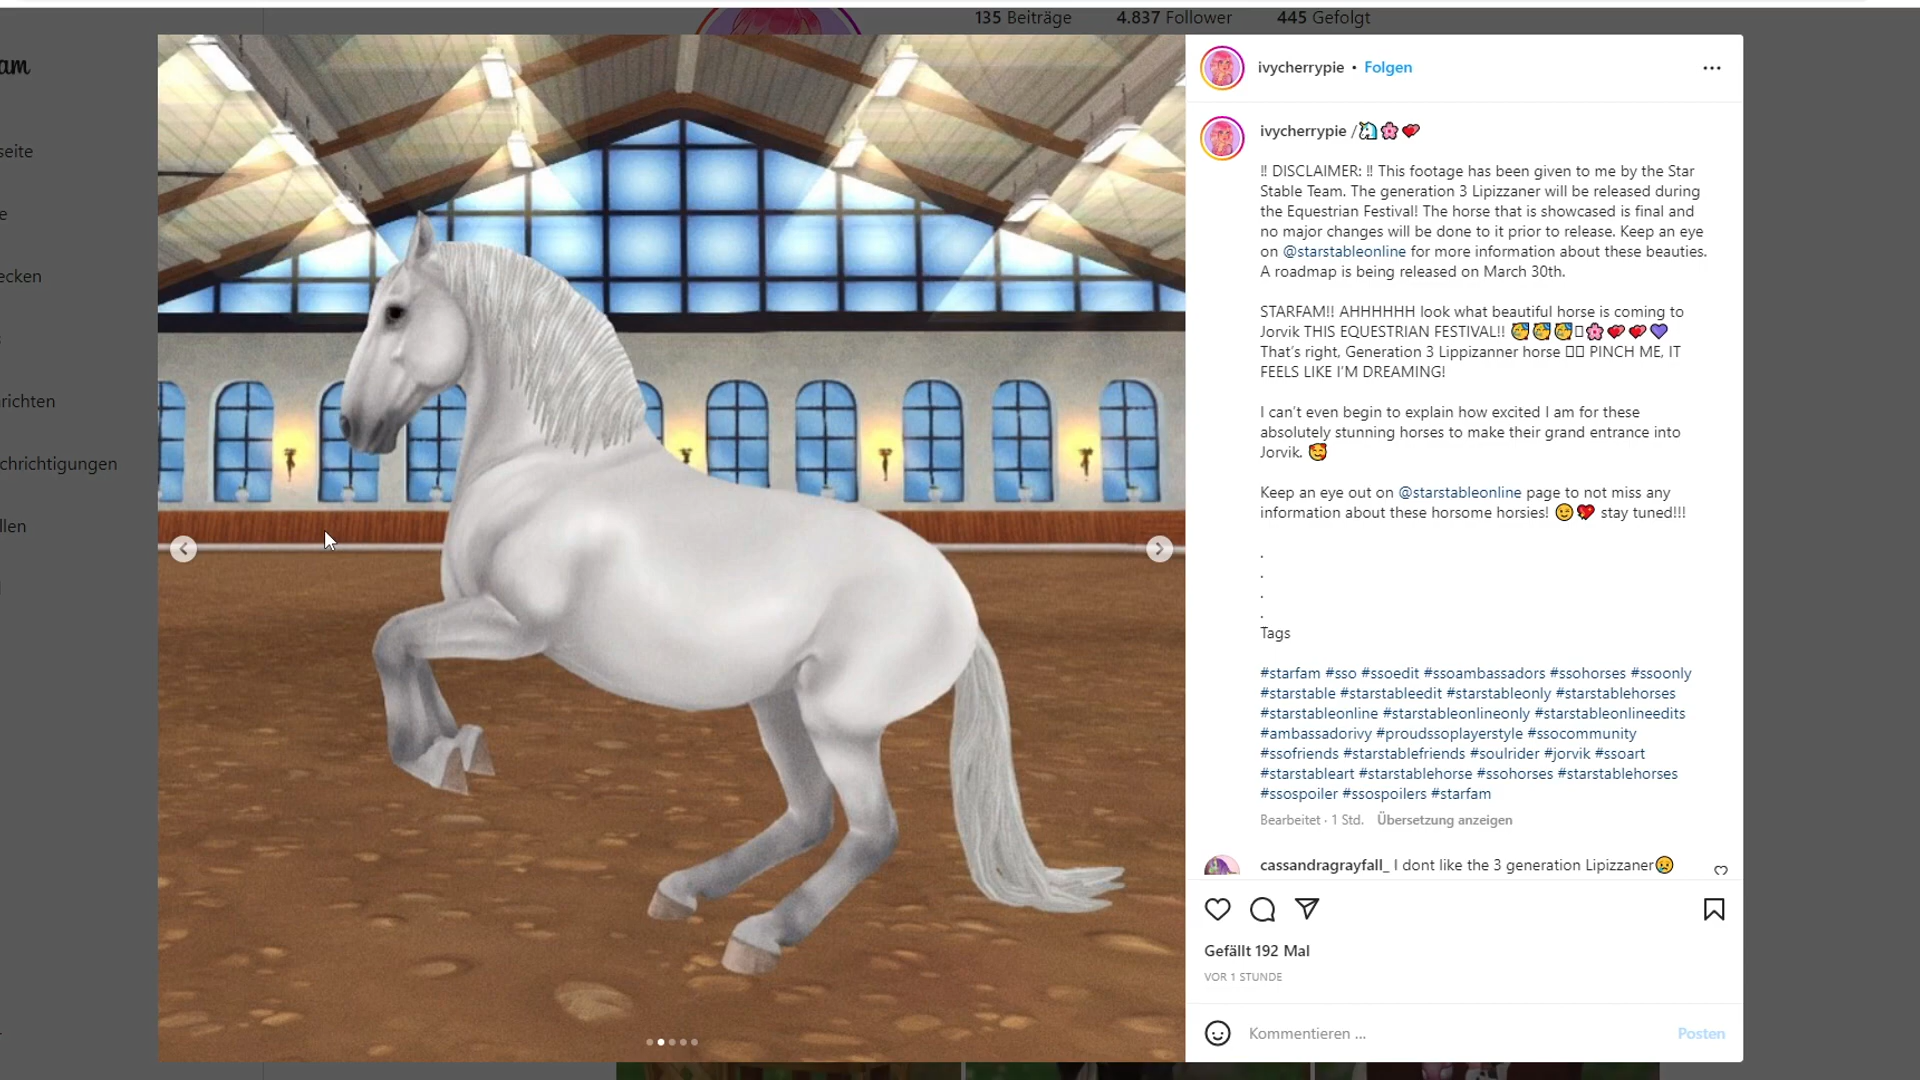 135 Beiträge 4.837 Follower 445 Gefolgt
am
seite
e
ecken
richten
chrichtigungen
llen
ivycherrypie • Folgen
ivycherrypie /🦄🌸💕
‼ DISCLAIMER: ‼ This footage has been given to me by the Star
Stable Team. The generation 3 Lipizzaner will be released during
the Equestrian Festival! The horse that is showcased is final and
no major changes will be done to it prior to release. Keep an eye
on @starstableonline for more information about these beauties.
A roadmap is being released on March 30th.
STARFAM!! AHHHHHH look what beautiful horse is coming to
Jorvik THIS EQUESTRIAN FESTIVAL!! 🥳🥳🥳▯🌸💕💕💜
That's right, Generation 3 Lippizanner horse ▯▯ PINCH ME, IT
FEELS LIKE I'M DREAMING!
I can't even begin to explain how excited I am for these
absolutely stunning horses to make their grand entrance into
Jorvik. 🥰
Keep an eye out on @starstableonline page to not miss any
information about these horsome horsies! 😉💖 stay tuned!!!
.
.
.
.
Tags
#starfam #sso #ssoedit #ssoambassadors #ssohorses #ssoonly
#starstable #starstableedit #starstableonly #starstablehorses
#starstableonline #starstableonlineonly #starstableonlineedits
#ambassadorivy #proudssoplayerstyle #ssocommunity
#ssofriends #starstablefriends #soulrider #jorvik #ssoart
#starstableart #starstablehorse #ssohorses #starstablehorses
#ssospoiler #ssospoilers #starfam
Bearbeitet · 1 Std. Übersetzung anzeigen
cassandragrayfall_ I dont like the 3 generation Lipizzaner😥
Gefällt 192 Mal
VOR 1 STUNDE
Kommentieren ... Posten